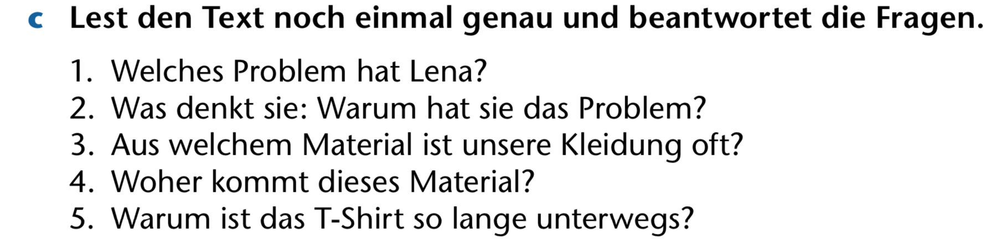 c Lest den Text noch einmal genau und beantwortet die Fragen.
1. Welches Problem hat Lena?
2. Was denkt sie: Warum hat sie das Problem?
3. Aus welchem Material ist unsere Kleidung oft?
4. Woher kommt dieses Material?
5. Warum ist das T-Shirt so lange unterwegs?